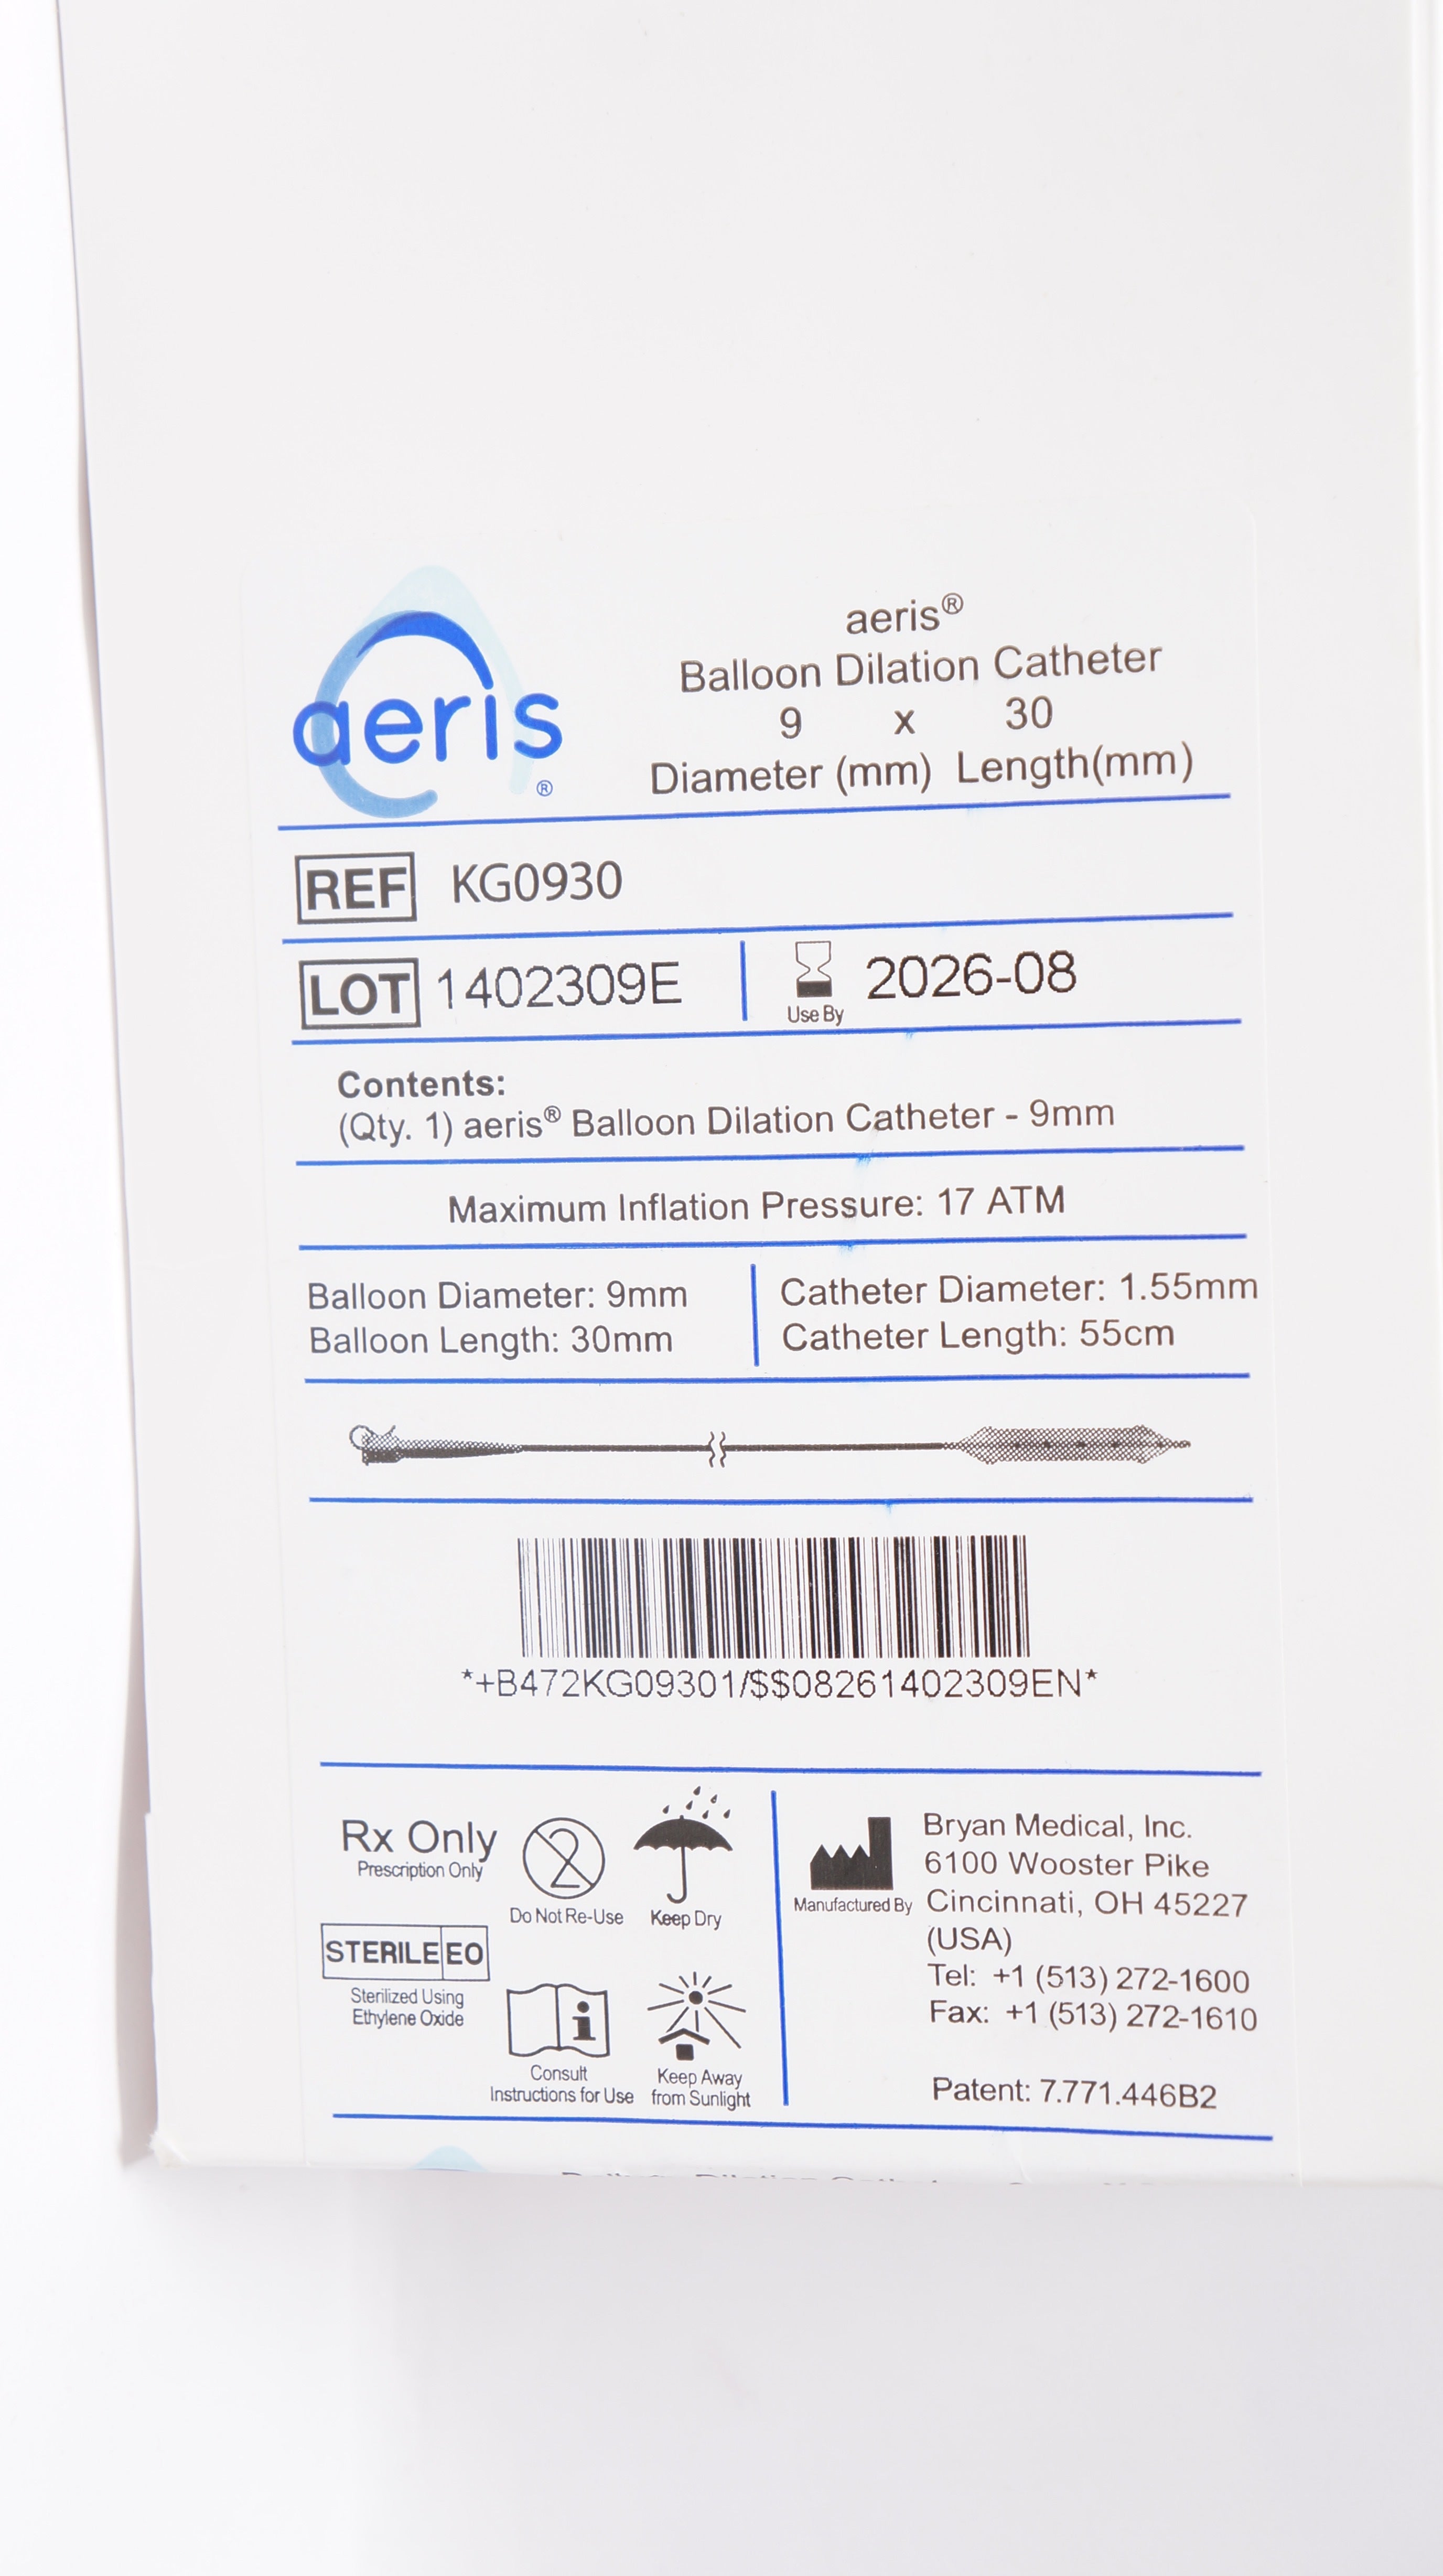 aeris®
aeris®
Balloon Dilation Catheter
9 x 30
Diameter (mm) Length(mm)
REF KG0930
LOT 1402309E
Use By 2026-08
Contents:
(Qty. 1) aeris® Balloon Dilation Catheter - 9mm
Maximum Inflation Pressure: 17 ATM
Balloon Diameter: 9mm
Balloon Length: 30mm
Catheter Diameter: 1.55mm
Catheter Length: 55cm
*+B472KG09301/$$08261402309EN*
Rx Only
Prescription Only
2
Do Not Re-Use
Keep Dry
STERILE EO
Sterilized Using
Ethylene Oxide
i
Consult
Instructions for Use
Keep Away
from Sunlight
Manufactured By
Bryan Medical, Inc.
6100 Wooster Pike
Cincinnati, OH 45227
(USA)
Tel: +1 (513) 272-1600
Fax: +1 (513) 272-1610
Patent: 7.771.446B2